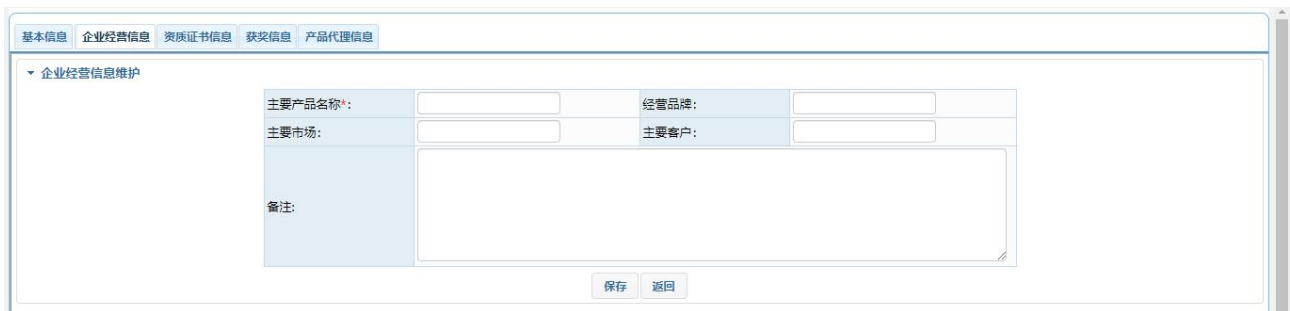 基本信息 企业经营信息 资质证书信息 获奖信息 产品代理信息
企业经营信息维护
主要产品名称*: 经营品牌:
主要市场: 主要客户:
备注:
保存 返回